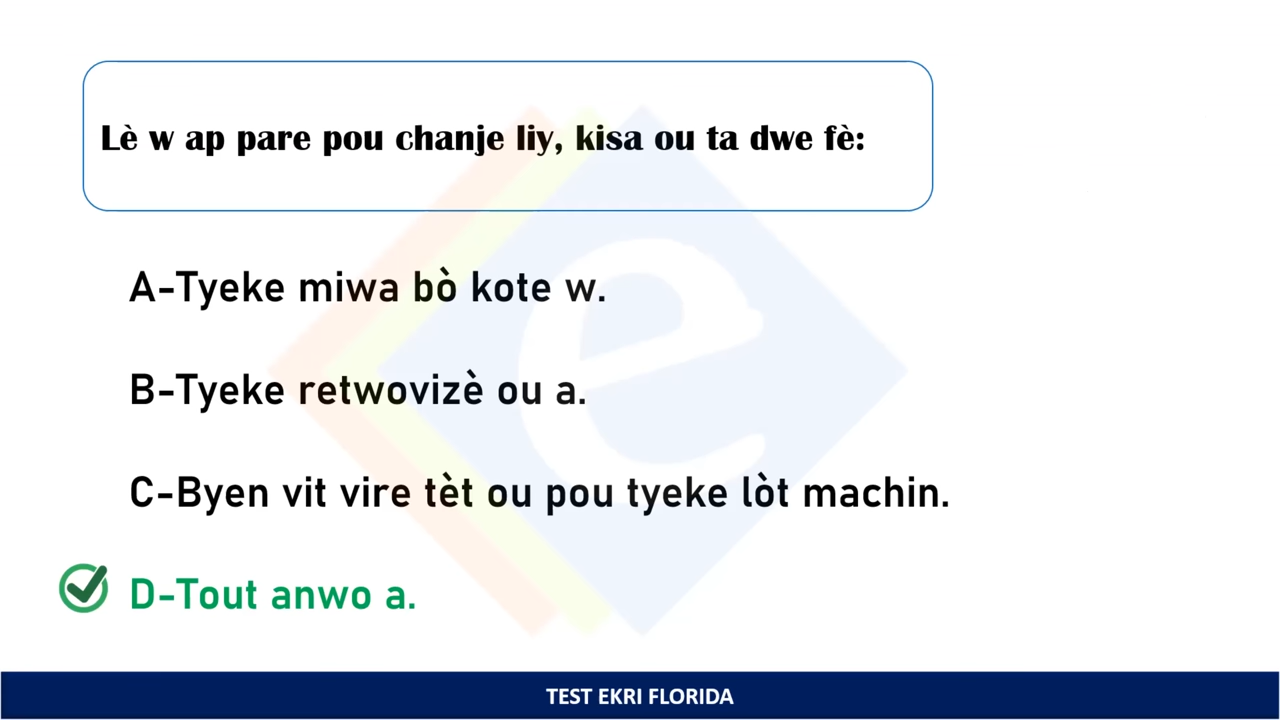 Lè w ap pare pou chanje liy, kisa ou ta dwe fè:
A-Tyeke miwa bò kote w.
B-Tyeke retwovizè ou a.
C-Byen vit vire tèt ou pou tyeke lòt machin.
D-Tout anwo a.
TEST EKRI FLORIDA